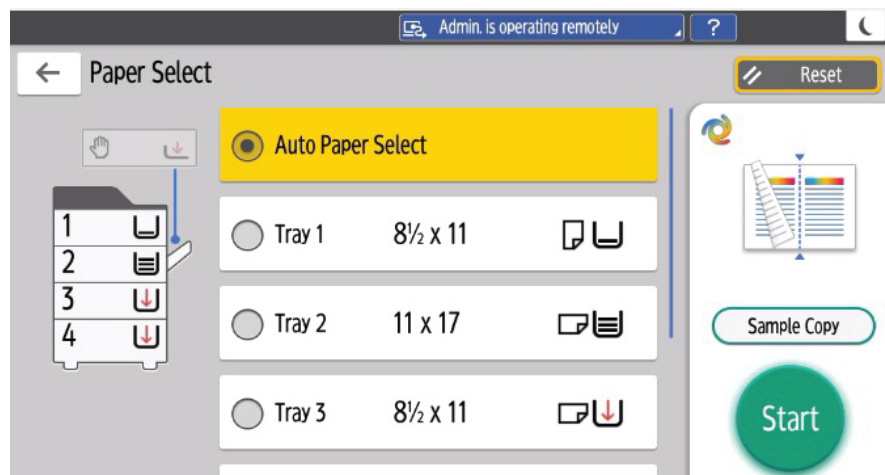 Admin. is operating remotely
?
← Paper Select
Reset
Auto Paper Select
1
2
3
4
Tray 1 8½ x 11
Tray 2 11 x 17
Tray 3 8½ x 11
Sample Copy
Start